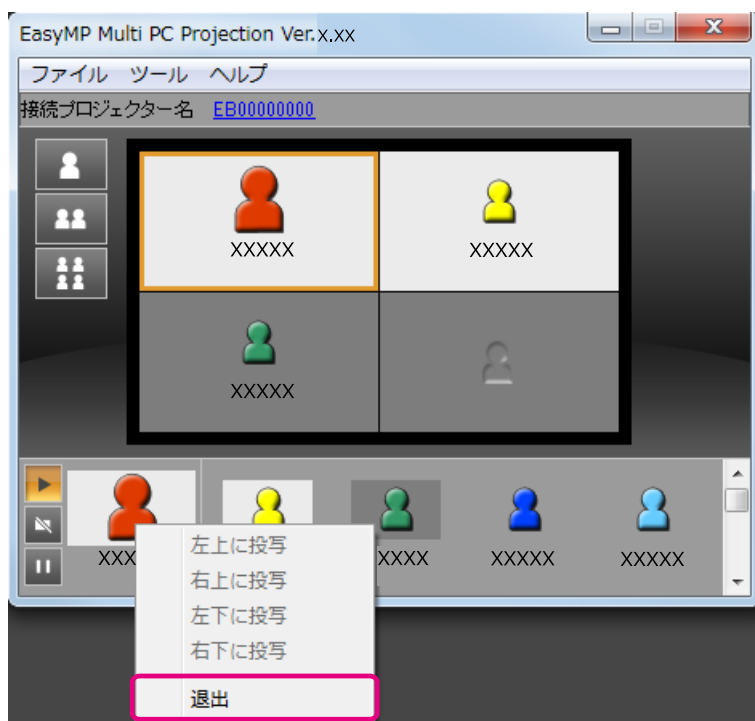 EasyMP Multi PC Projection Ver.x.xx
ファイル ツール ヘルプ
接続プロジェクター名 EB00000000
XXXXX XXXXX
XXXXX
XXX XXXX XXXXX XXXXX
左上に投写
右上に投写
左下に投写
右下に投写
退出